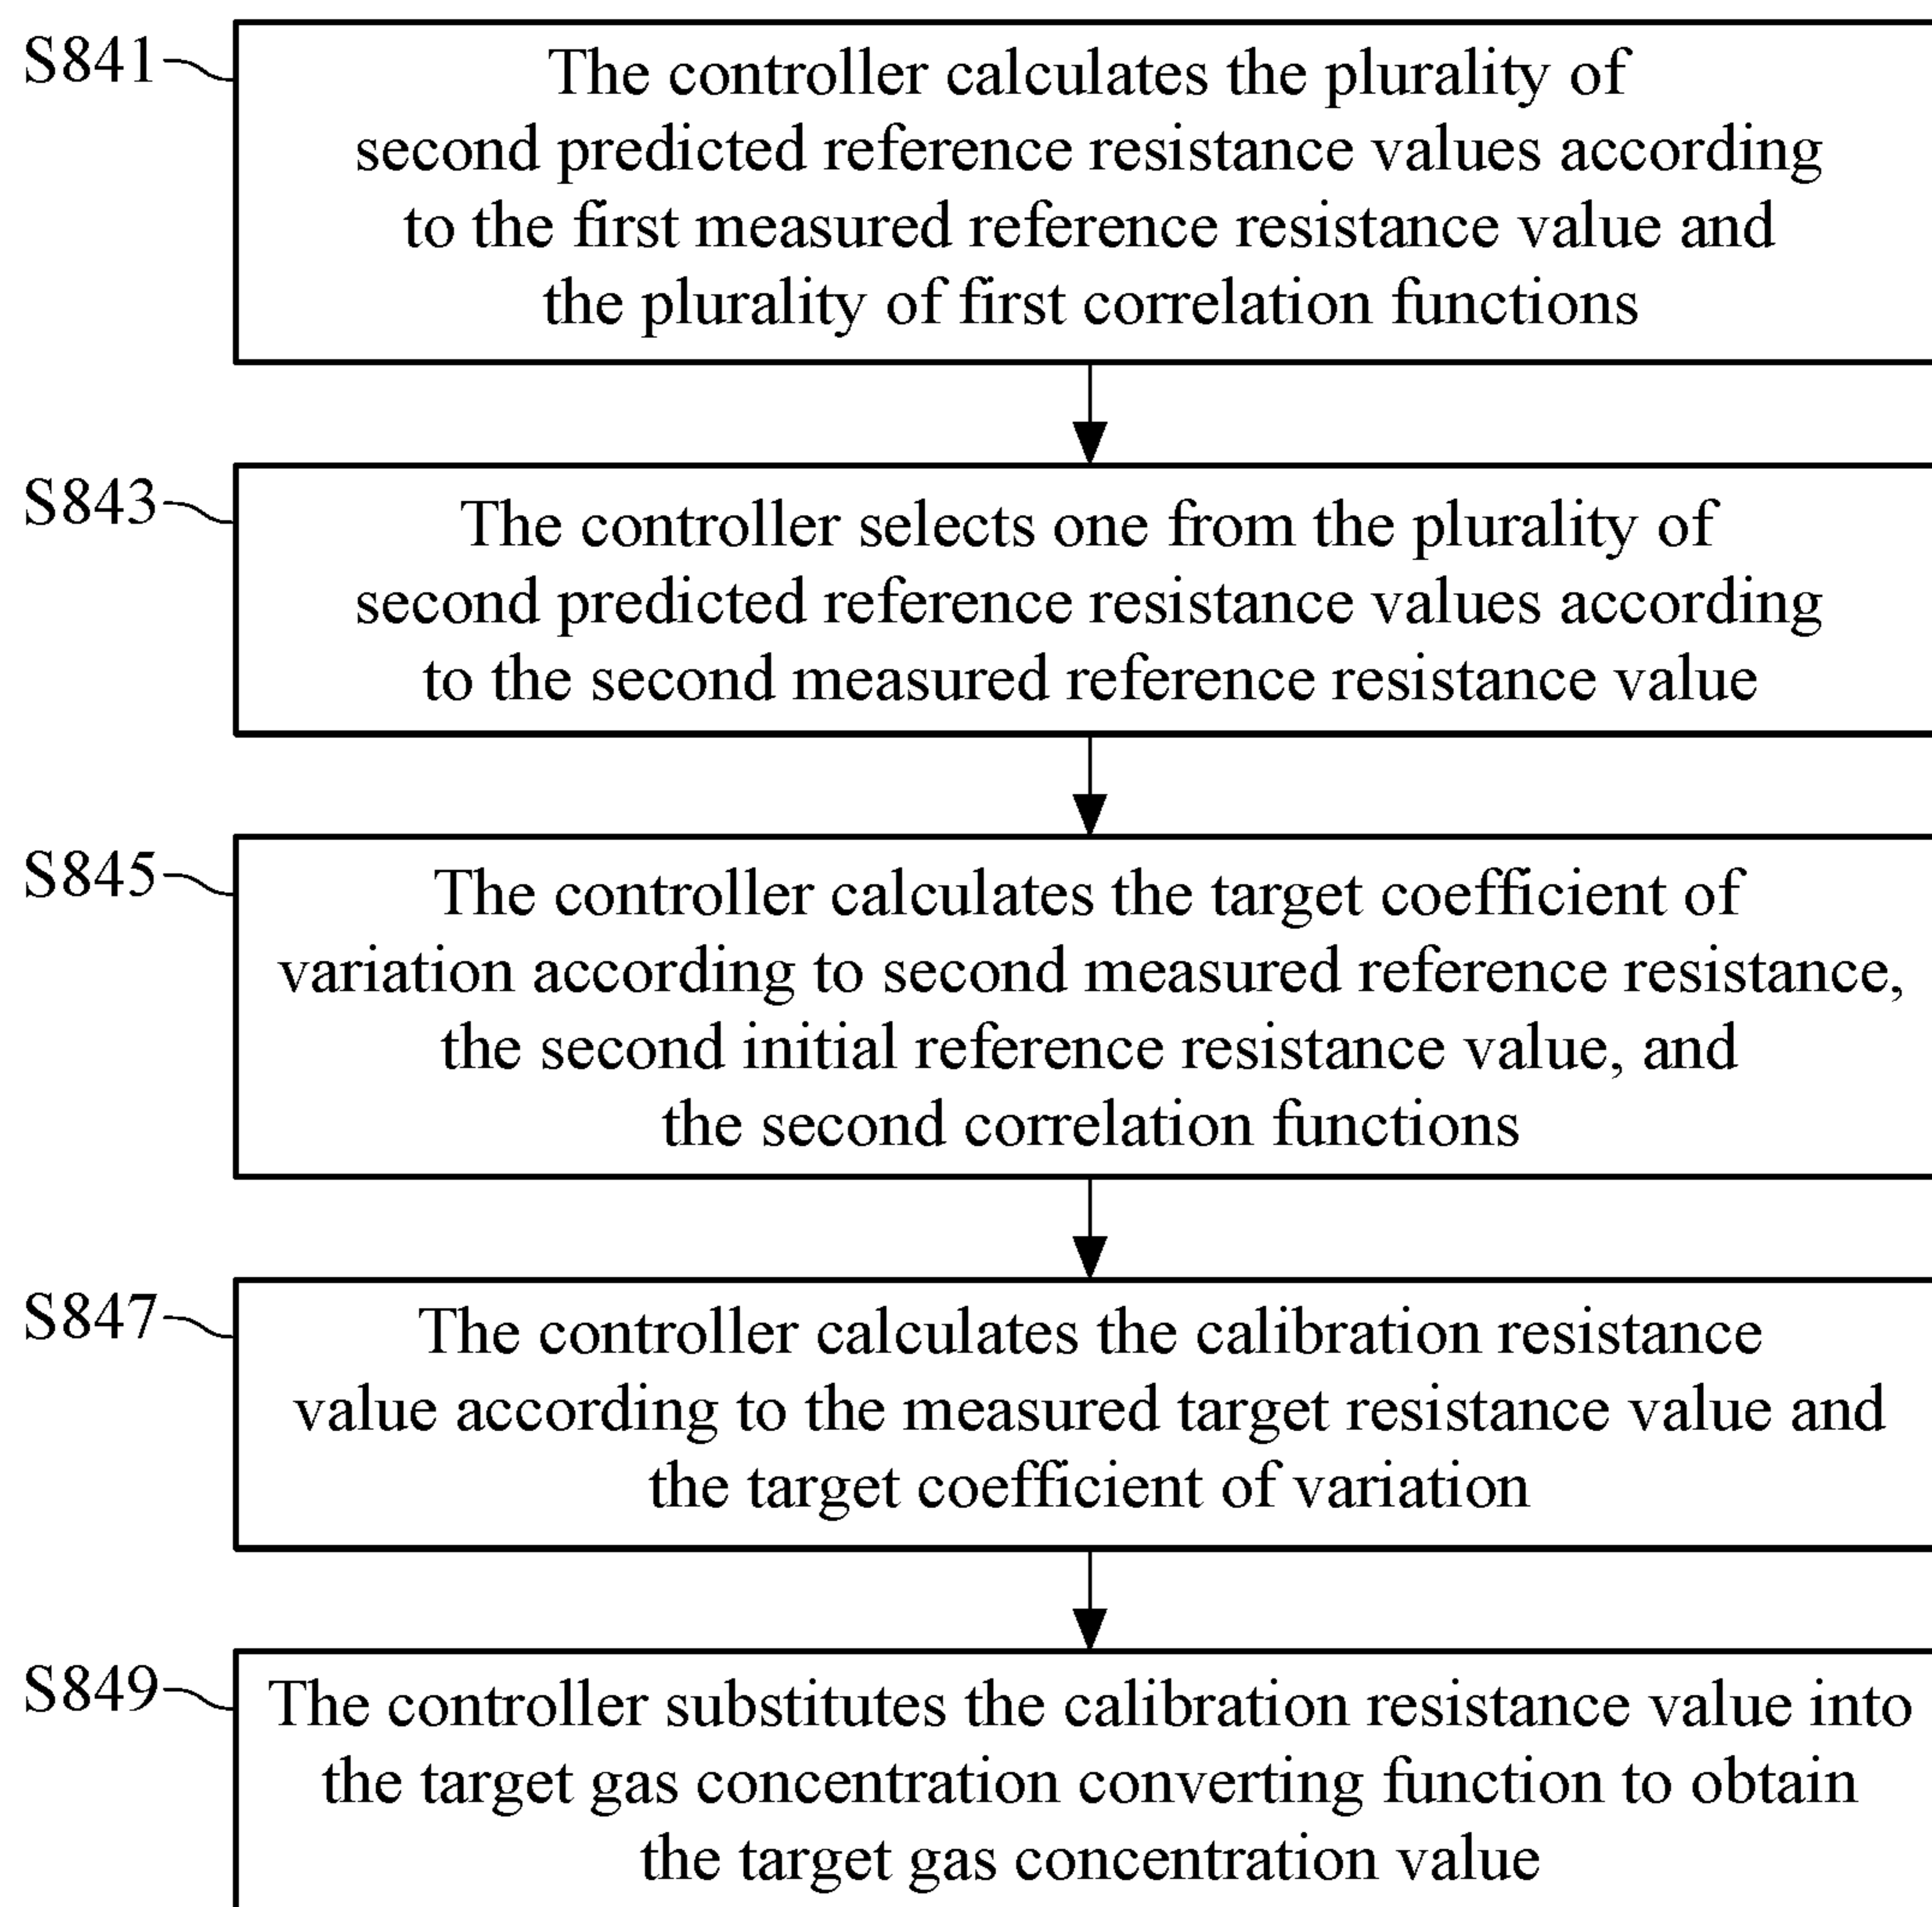 S841
The controller calculates the plurality of
second predicted reference resistance values according
to the first measured reference resistance value and
the plurality of first correlation functions
S843
The controller selects one from the plurality of
second predicted reference resistance values according
to the second measured reference resistance value
S845
The controller calculates the target coefficient of
variation according to second measured reference resistance,
the second initial reference resistance value, and
the second correlation functions
S847
The controller calculates the calibration resistance
value according to the measured target resistance value and
the target coefficient of variation
S849
The controller substitutes the calibration resistance value into
the target gas concentration converting function to obtain
the target gas concentration value